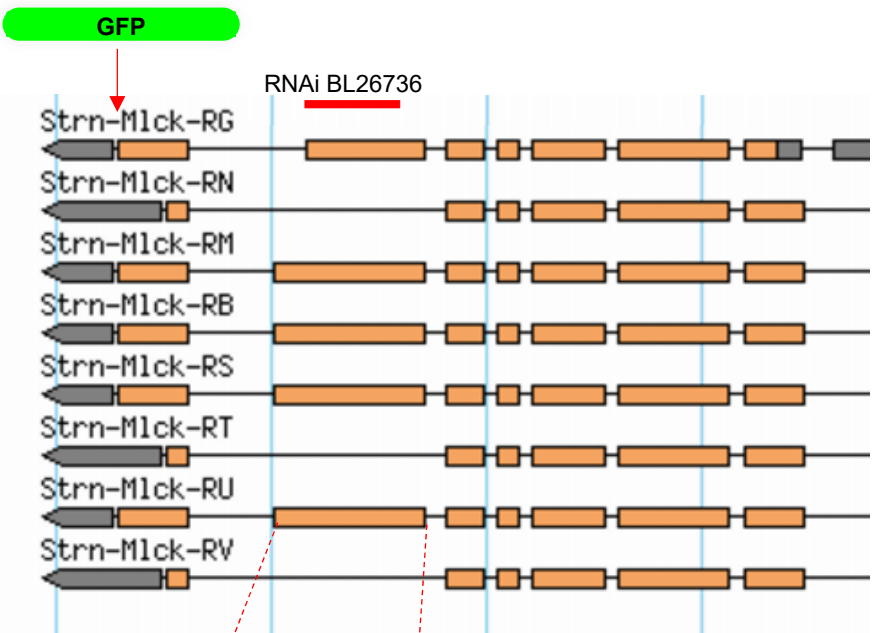 GFP
RNAi BL26736
Strn-Mlck-RG
Strn-Mlck-RN
Strn-Mlck-RM
Strn-Mlck-RB
Strn-Mlck-RS
Strn-Mlck-RT
Strn-Mlck-RU
Strn-Mlck-RV